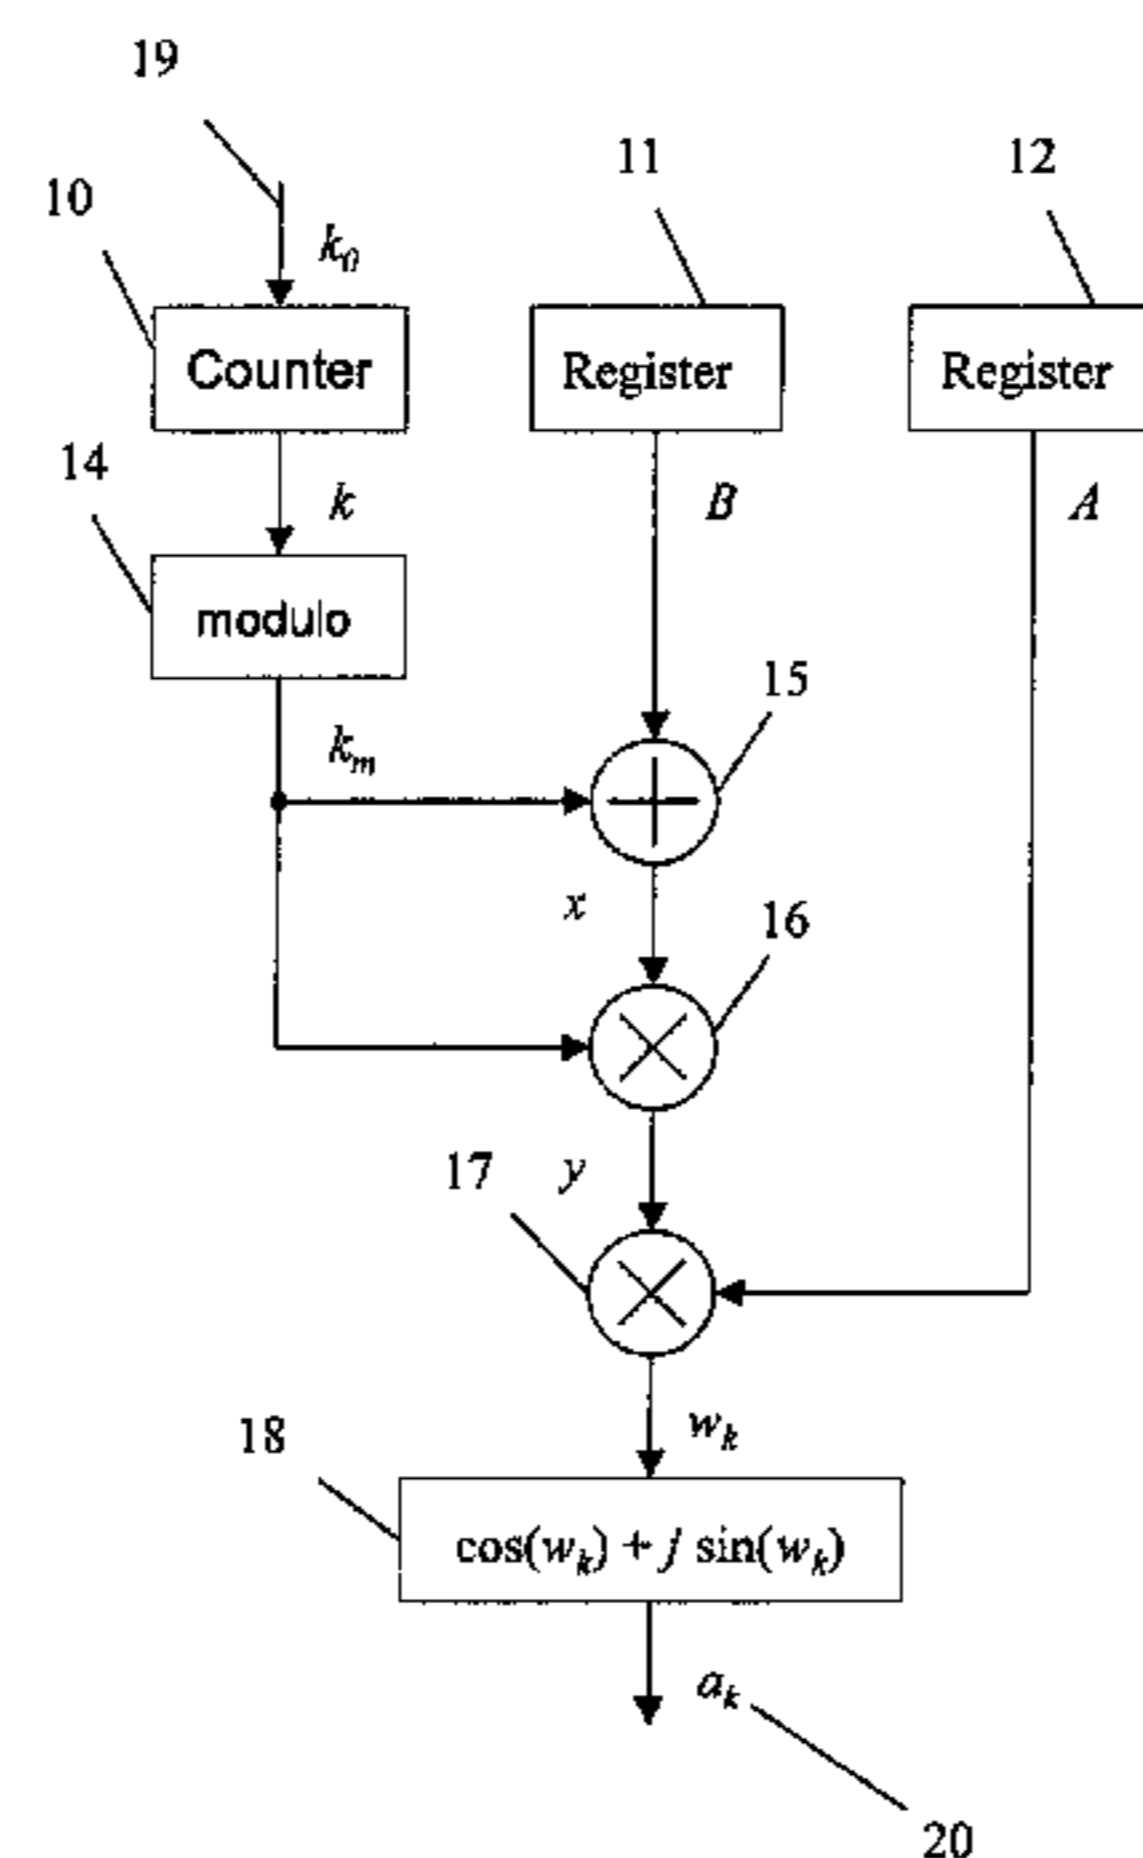 19
11
12
10
k₀
Counter
Register
Register
14
k
B
A
modulo
15
kₘ
x
16
17
y
wₖ
18
cos(wₖ) + j sin(wₖ)
aₖ
20